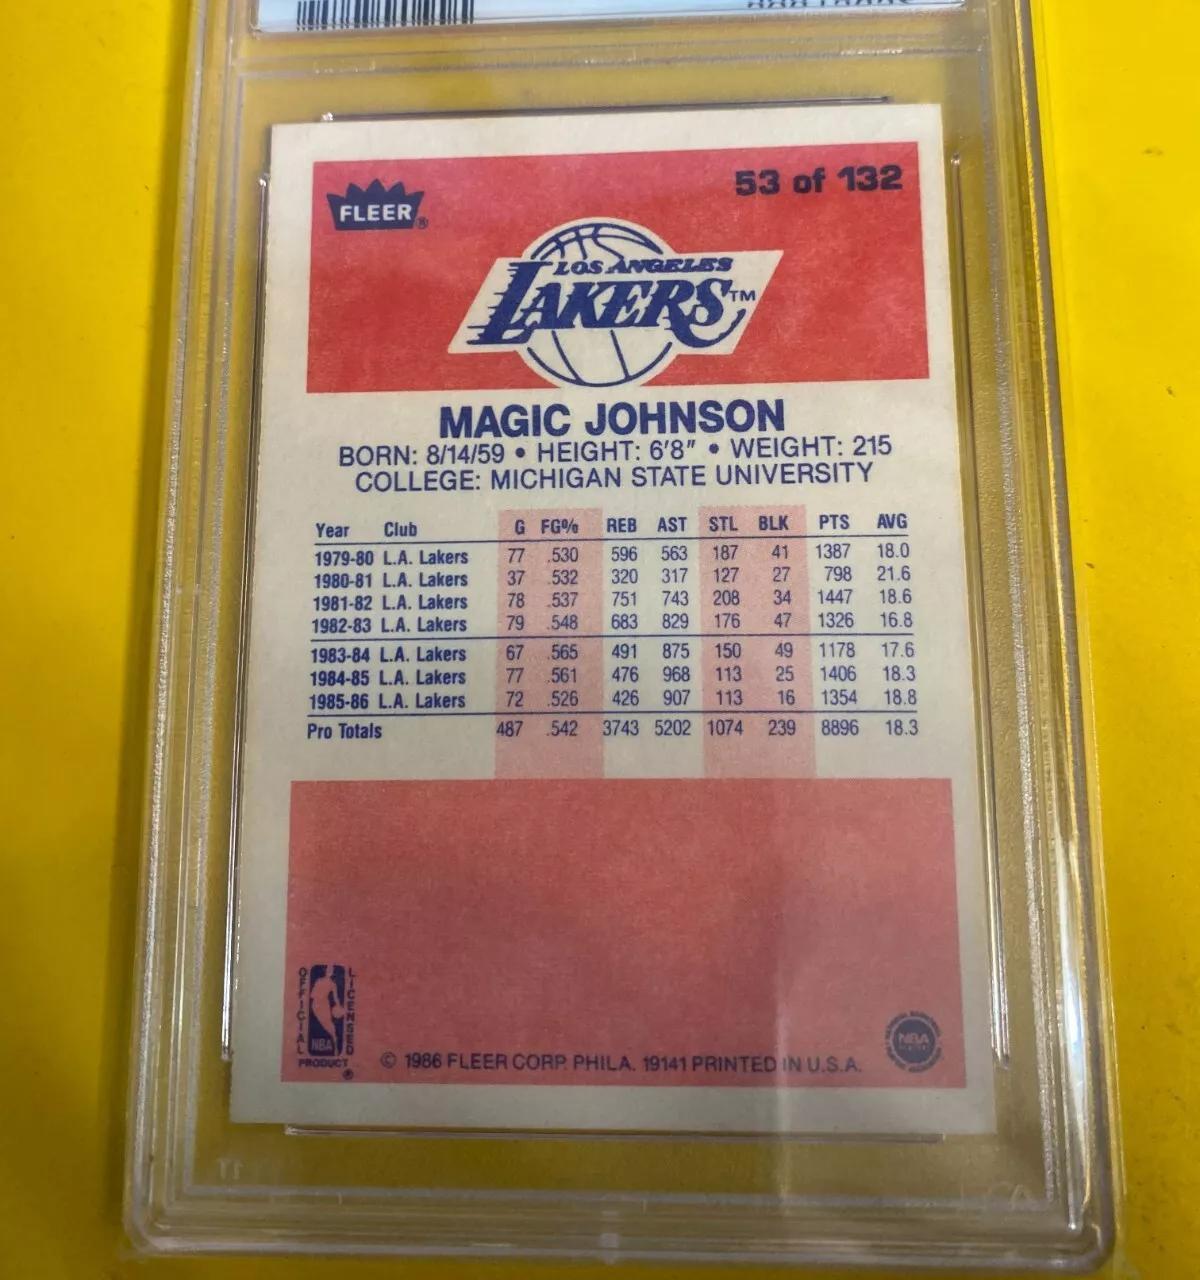 53 of 132
FLEER®
LOS ANGELES
LAKERS™
MAGIC JOHNSON
BORN: 8/14/59 • HEIGHT: 6'8" • WEIGHT: 215
COLLEGE: MICHIGAN STATE UNIVERSITY
Year Club G FG% REB AST STL BLK PTS AVG
1979-80 L.A. Lakers 77 .530 596 563 187 41 1387 18.0
1980-81 L.A. Lakers 37 .532 320 317 127 27 798 21.6
1981-82 L.A. Lakers 78 .537 751 743 208 34 1447 18.6
1982-83 L.A. Lakers 79 .548 683 829 176 47 1326 16.8
1983-84 L.A. Lakers 67 .565 491 875 150 49 1178 17.6
1984-85 L.A. Lakers 77 .561 476 968 113 25 1406 18.3
1985-86 L.A. Lakers 72 .526 426 907 113 16 1354 18.8
Pro Totals 487 .542 3743 5202 1074 239 8896 18.3
OFFICIAL
LICENSED
NBA
PRODUCT
®
© 1986 FLEER CORP. PHILA. 19141 PRINTED IN U.S.A.
NBA